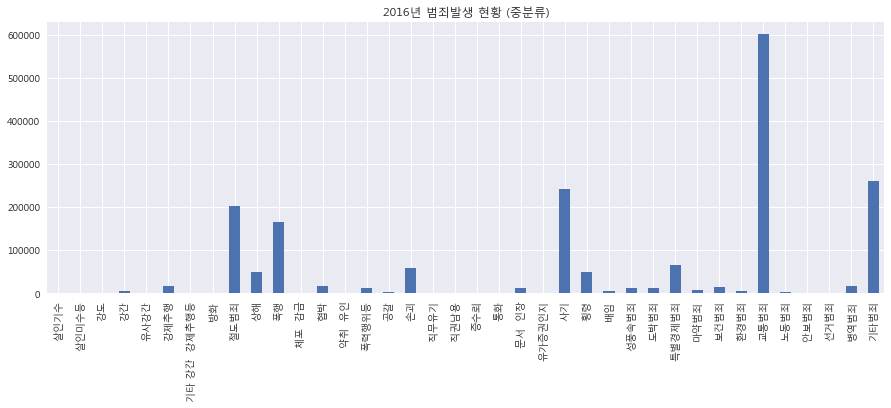 2016년 범죄발생 현황 (중분류)
600000
500000
400000
300000
200000
100000
0
살인기수
살인미수등
강도
강간
유사강간
강제추행
기타 강간 강제추행등
방화
절도범죄
상해
폭행
체포 감금
협박
약취 유인
폭력행위등
공갈
손괴
직무유기
직권남용
증수뢰
통화
문서 인장
유가증권인지
사기
횡령
배임
성풍속범죄
도박범죄
특별경제범죄
마약범죄
보건범죄
환경범죄
교통범죄
노동범죄
안보범죄
선거범죄
병역범죄
기타범죄